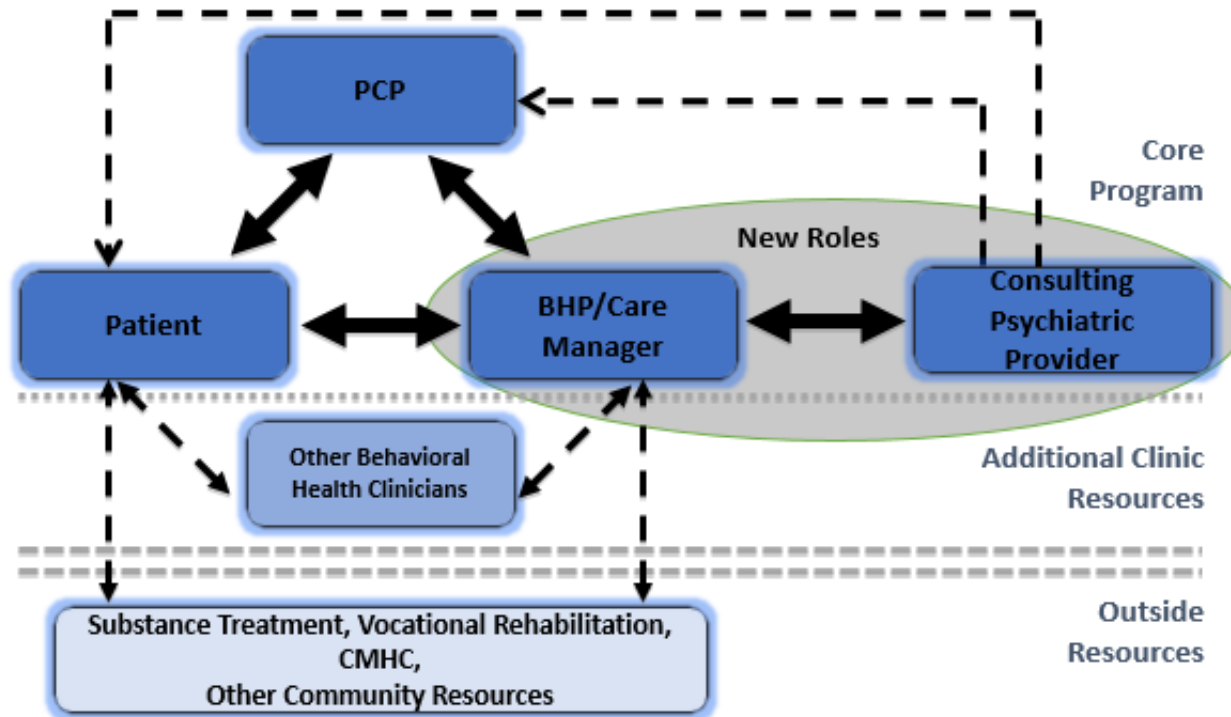 PCP
Core
Program
New Roles
Patient
BHP/Care
Manager
Consulting
Psychiatric
Provider
Other Behavioral
Health Clinicians
Additional Clinic
Resources
Substance Treatment, Vocational Rehabilitation,
CMHC,
Other Community Resources
Outside
Resources